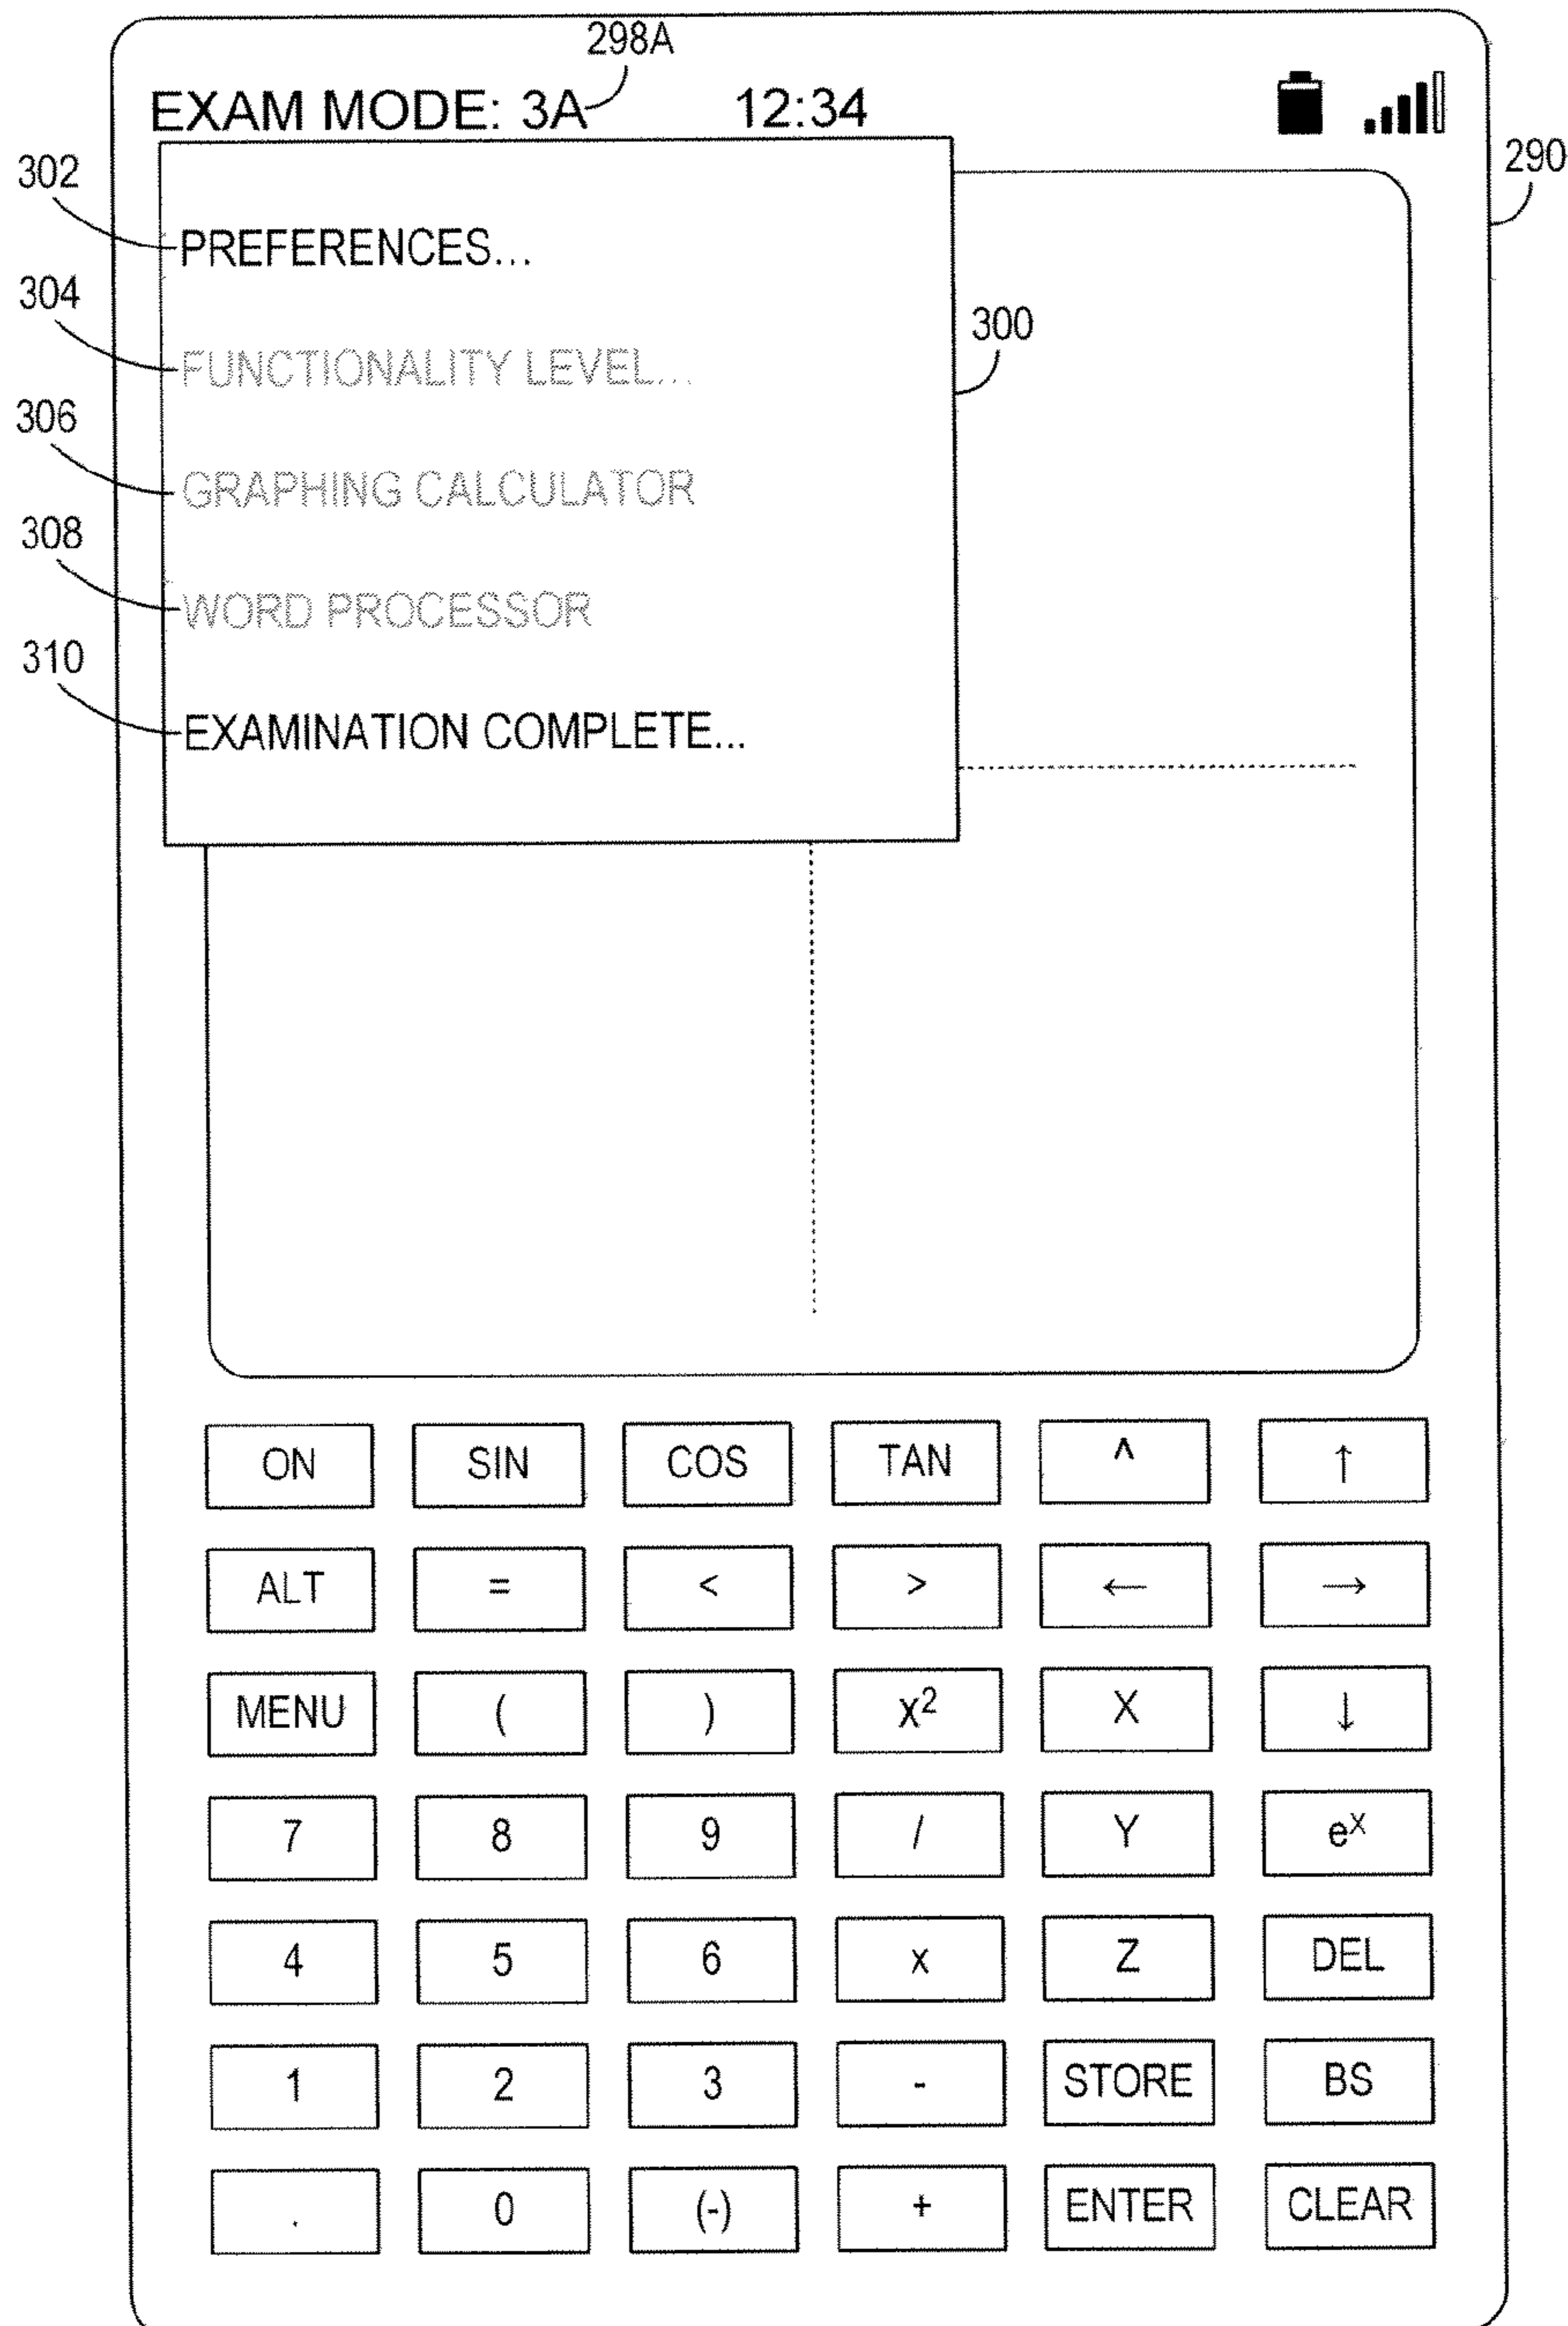 298A
EXAM MODE: 3A 12:34
290
302
PREFERENCES...
304
300
FUNCTIONALITY LEVEL...
306
GRAPHING CALCULATOR
308
WORD PROCESSOR
310
EXAMINATION COMPLETE...
ON SIN COS TAN ^ ↑
ALT = < > ← →
MENU ( ) X² X ↓
7 8 9 / Y eˣ
4 5 6 x Z DEL
1 2 3 - STORE BS
. 0 (-) + ENTER CLEAR